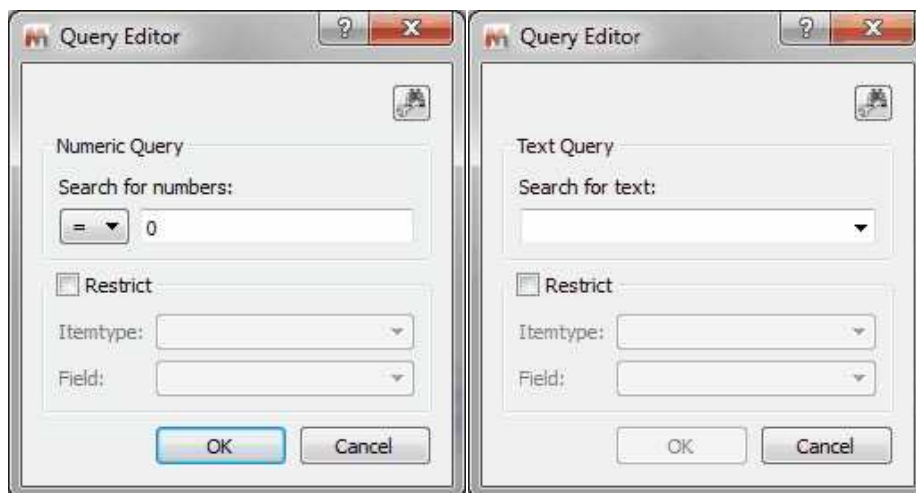 Query Editor
?
X
Numeric Query
Search for numbers:
= 0
Restrict
Itemtype:
Field:
OK Cancel
Query Editor
?
X
Text Query
Search for text:
Restrict
Itemtype:
Field:
OK Cancel